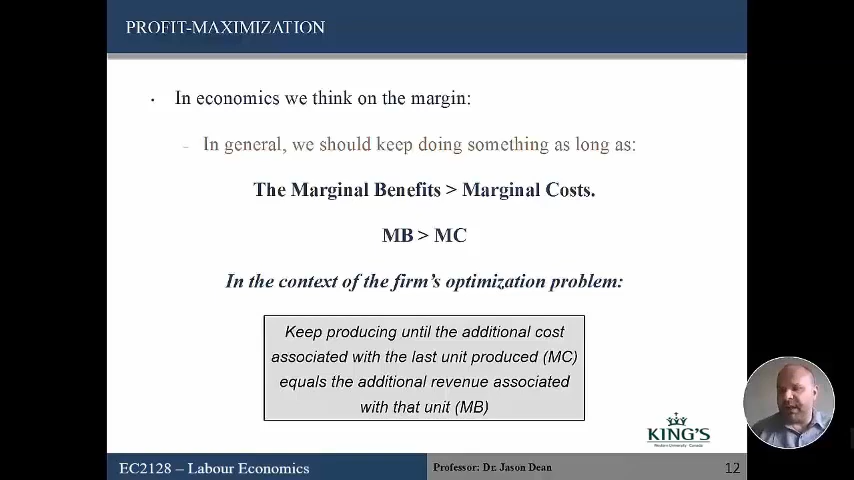 PROFIT-MAXIMIZATION
· In economics we think on the margin:
– In general, we should keep doing something as long as:
The Marginal Benefits > Marginal Costs.
MB > MC
In the context of the firm's optimization problem:
Keep producing until the additional cost
associated with the last unit produced (MC)
equals the additional revenue associated
with that unit (MB)
KING'S
Western University · Canada
EC2128 – Labour Economics
Professor: Dr. Jason Dean
12